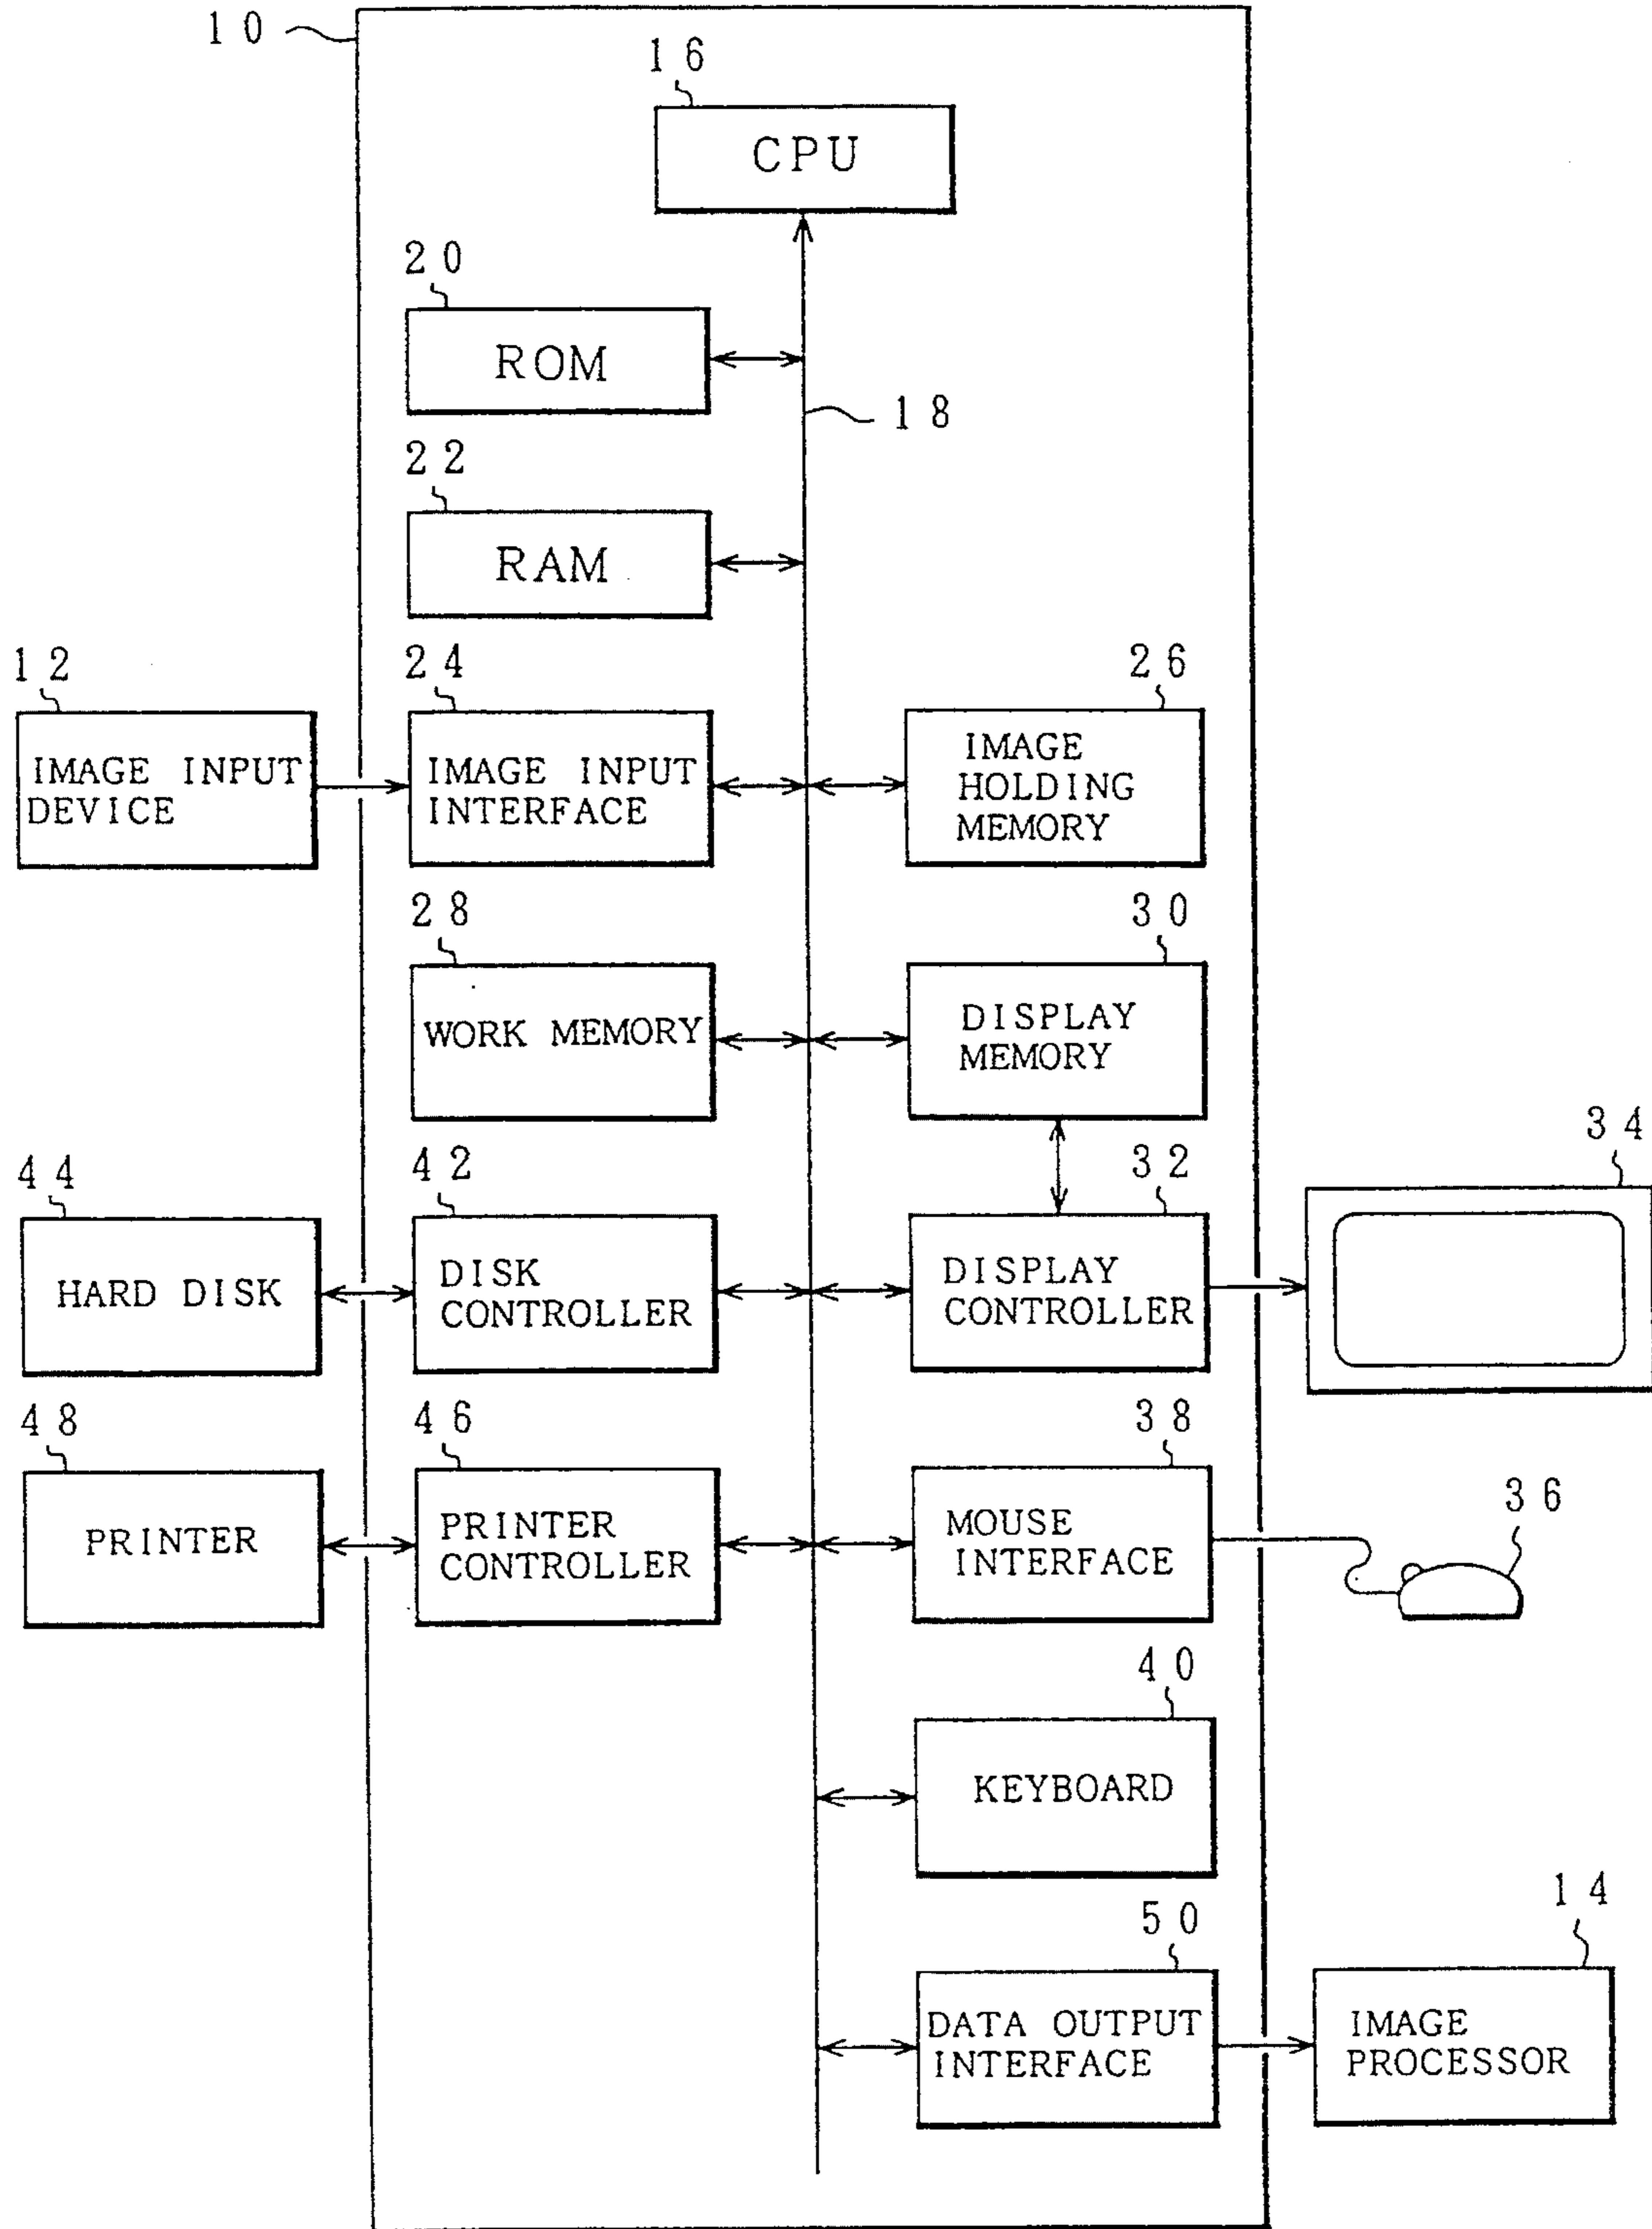 10
16
CPU
20
ROM
18
22
RAM
12
IMAGE INPUT
DEVICE
24
IMAGE INPUT
INTERFACE
26
IMAGE
HOLDING
MEMORY
28
WORK MEMORY
30
DISPLAY
MEMORY
44
HARD DISK
42
DISK
CONTROLLER
32
DISPLAY
CONTROLLER
34
48
PRINTER
46
PRINTER
CONTROLLER
38
MOUSE
INTERFACE
36
40
KEYBOARD
50
DATA OUTPUT
INTERFACE
14
IMAGE
PROCESSOR